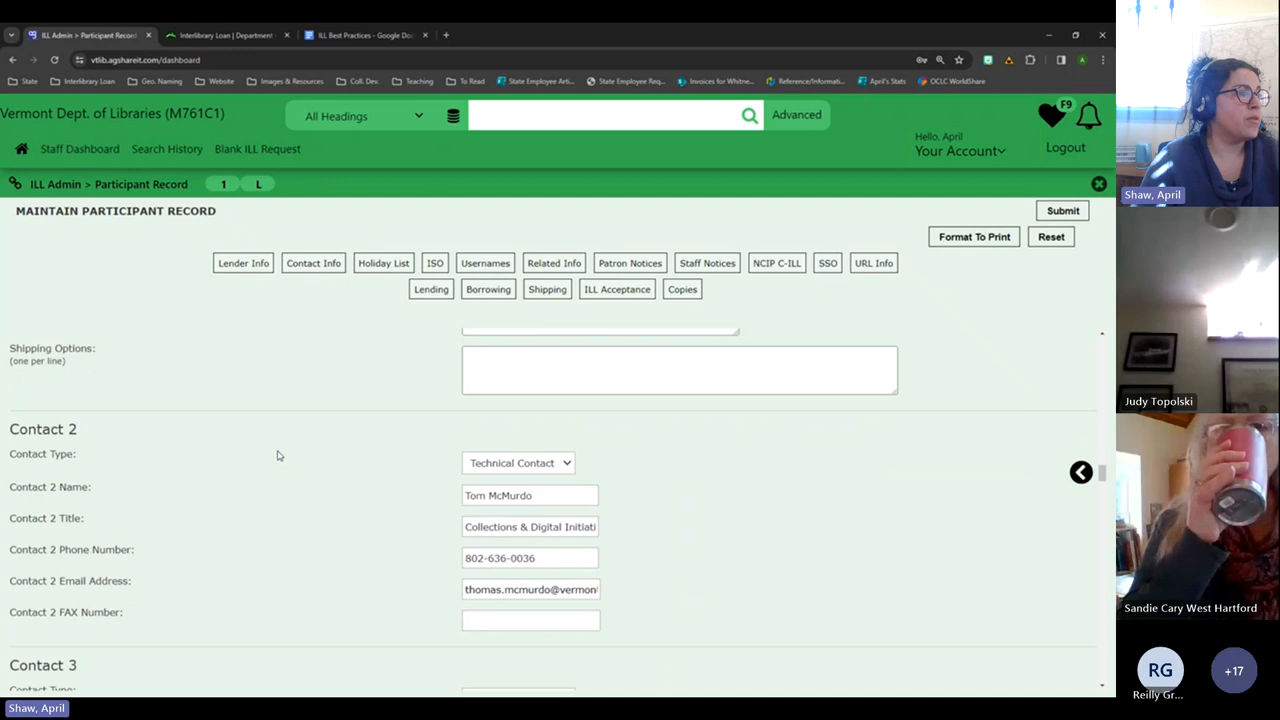 ILL Admin > Participant Record
Interlibrary Loan | Department
ILL Best Practices - Google Doc
vtlib.agshareit.com/dashboard
State
Interlibrary Loan
Geo. Naming
Website
Images & Resources
Coll. Dev.
Teaching
To Read
State Employee Arti...
State Employee Req...
Invoices for Whitne...
Reference/Informati...
April's Stats
OCLC WorldShare
Vermont Dept. of Libraries (M761C1)
All Headings
Advanced
F9
Hello, April
Your Account
Logout
Staff Dashboard
Search History
Blank ILL Request
ILL Admin > Participant Record
1
L
MAINTAIN PARTICIPANT RECORD
Submit
Format To Print
Reset
Lender Info
Contact Info
Holiday List
ISO
Usernames
Related Info
Patron Notices
Staff Notices
NCIP C-ILL
SSO
URL Info
Lending
Borrowing
Shipping
ILL Acceptance
Copies
Shipping Options:
(one per line)
Contact 2
Contact Type:
Technical Contact
Contact 2 Name:
Tom McMurdo
Contact 2 Title:
Collections & Digital Initiati
Contact 2 Phone Number:
802-636-0036
Contact 2 Email Address:
thomas.mcmurdo@vermont
Contact 2 FAX Number:
Contact 3
Contact Type:
Shaw, April
Shaw, April
Judy Topolski
Sandie Cary West Hartford
RG
Reilly Gr...
+17